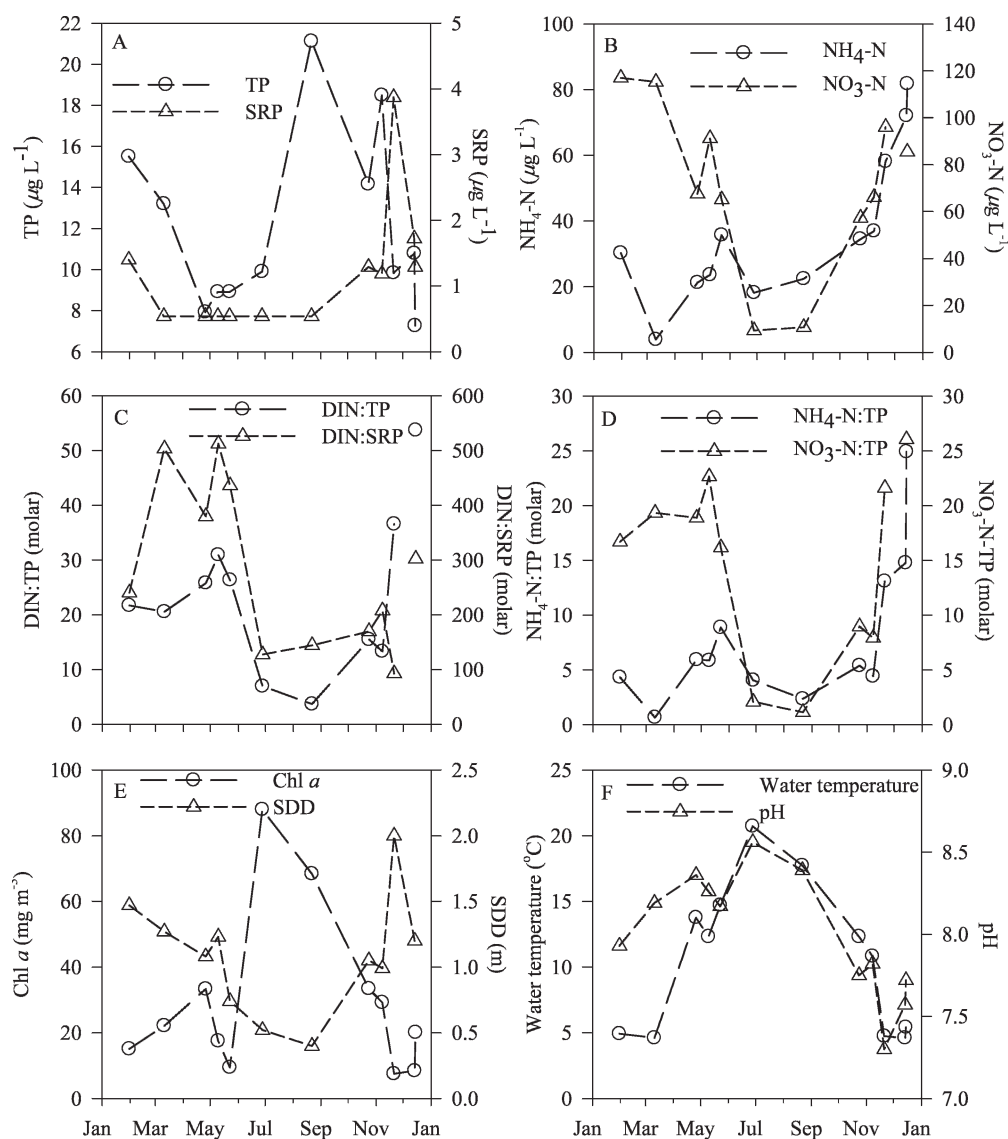 A
TP
SRP
22
20
18
16
14
12
10
8
6
TP (µg L-1)
5
4
3
2
1
0
SRP (µg L-1)
B
NH4-N
NO3-N
100
80
60
40
20
0
NH4-N (µg L-1)
140
120
100
80
60
40
20
0
NO3-N (µg L-1)
C
DIN:TP
DIN:SRP
60
50
40
30
20
10
0
DIN:TP (molar)
600
500
400
300
200
100
0
DIN:SRP (molar)
D
NH4-N:TP
NO3-N:TP
30
25
20
15
10
5
0
NH4-N:TP (molar)
30
25
20
15
10
5
0
NO3-N-TP (molar)
E
Chl a
SDD
100
80
60
40
20
0
Chl a (mg m-3)
2.5
2.0
1.5
1.0
0.5
0.0
SDD (m)
Jan Mar May Jul Sep Nov Jan
F
Water temperature
pH
25
20
15
10
5
0
Water temperature (oC)
9.0
8.5
8.0
7.5
7.0
pH
Jan Mar May Jul Sep Nov Jan